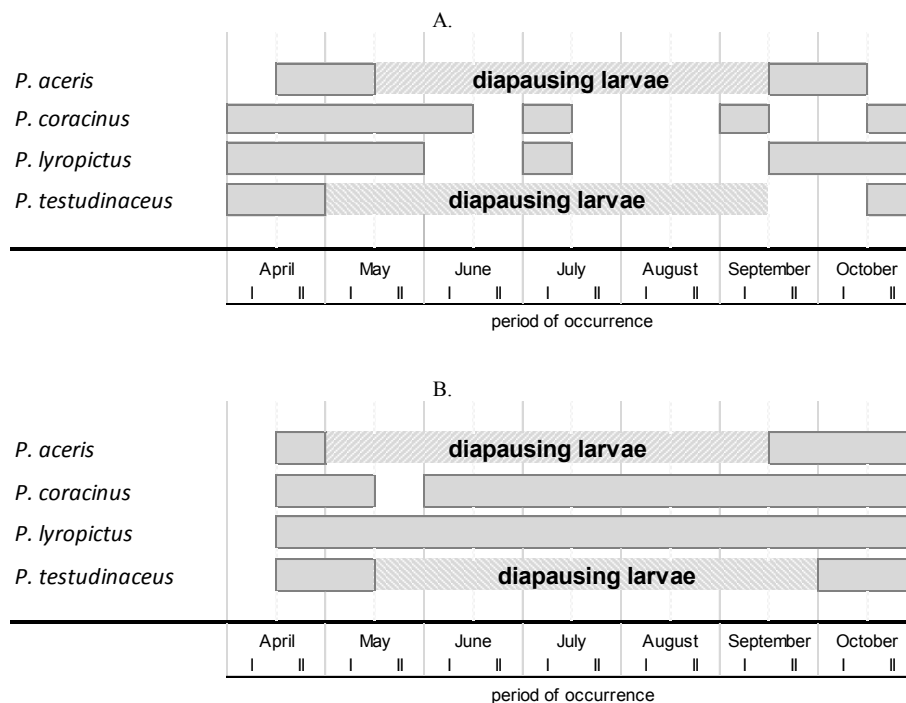 A.
P. aceris diapausing larvae
P. coracinus
P. lyropictus
P. testudinaceus diapausing larvae
April May June July August September October
I II I II I II I II I II I II I II
period of occurrence
B.
P. aceris diapausing larvae
P. coracinus
P. lyropictus
P. testudinaceus diapausing larvae
April May June July August September October
I II I II I II I II I II I II I II
period of occurrence